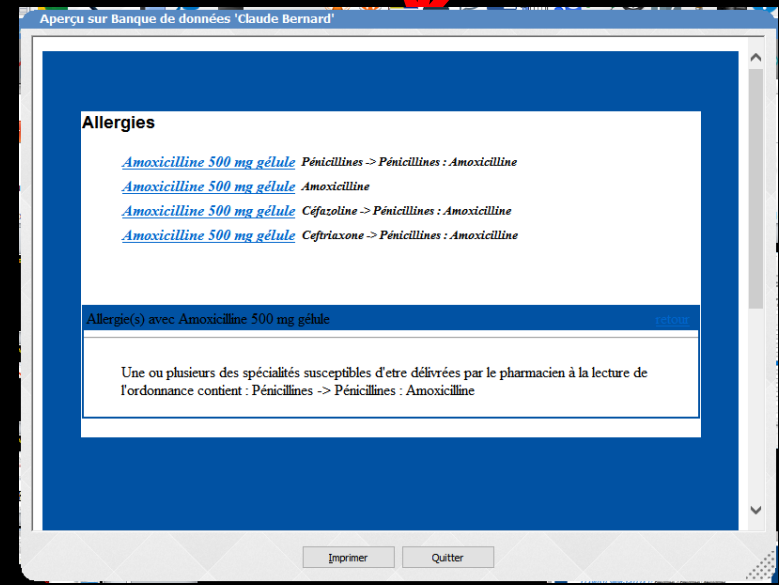 Aperçu sur Banque de données 'Claude Bernard'
Allergies
Amoxicilline 500 mg gélule Pénicillines -> Pénicillines : Amoxicilline
Amoxicilline 500 mg gélule Amoxicilline
Amoxicilline 500 mg gélule Céfazoline -> Pénicillines : Amoxicilline
Amoxicilline 500 mg gélule Ceftriaxone -> Pénicillines : Amoxicilline
Allergie(s) avec Amoxicilline 500 mg gélule retour
Une ou plusieurs des spécialités susceptibles d'etre délivrées par le pharmacien à la lecture de
l'ordonnance contient : Pénicillines -> Pénicillines : Amoxicilline
Imprimer Quitter